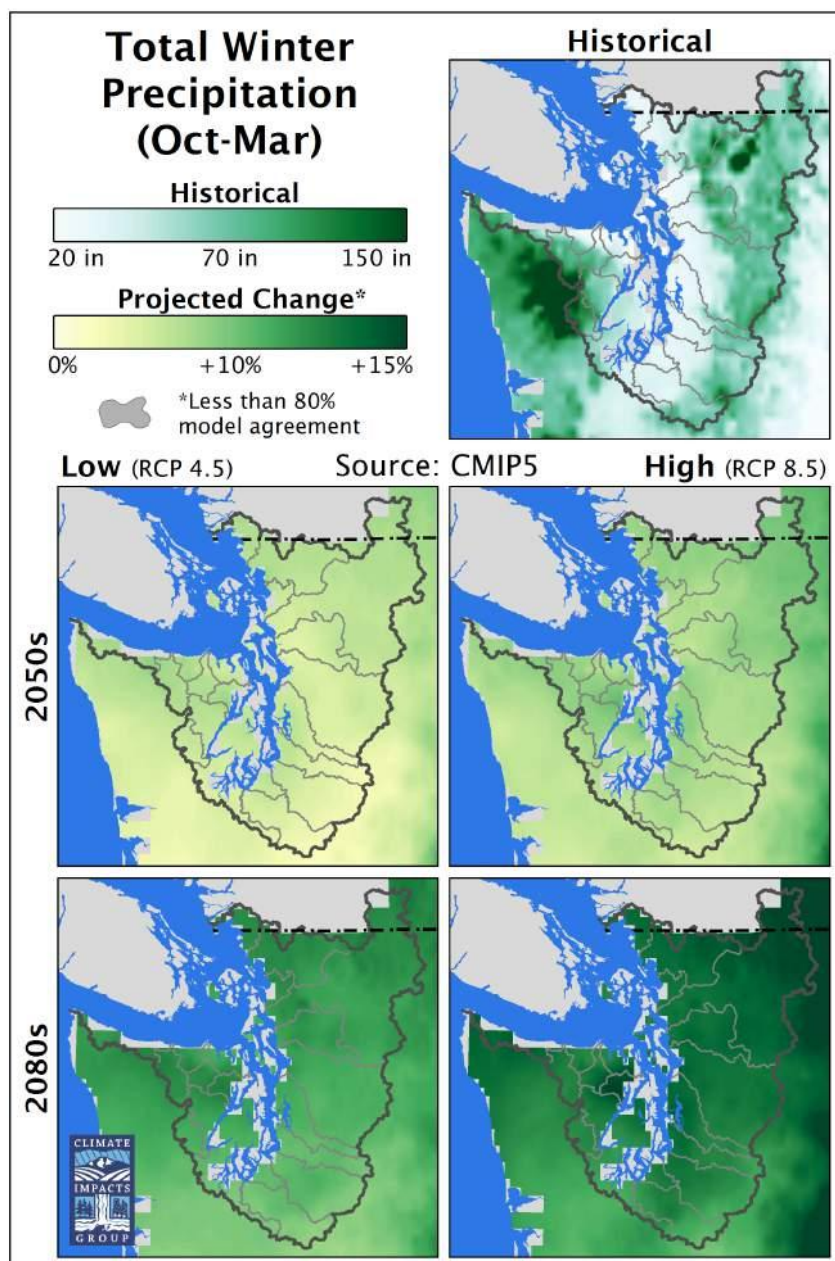 Total Winter
Precipitation
(Oct-Mar)
Historical
20 in 70 in 150 in
Projected Change*
0% +10% +15%
*Less than 80%
model agreement
Historical
Low (RCP 4.5) Source: CMIP5 High (RCP 8.5)
2050s
2080s
CLIMATE
IMPACTS
GROUP